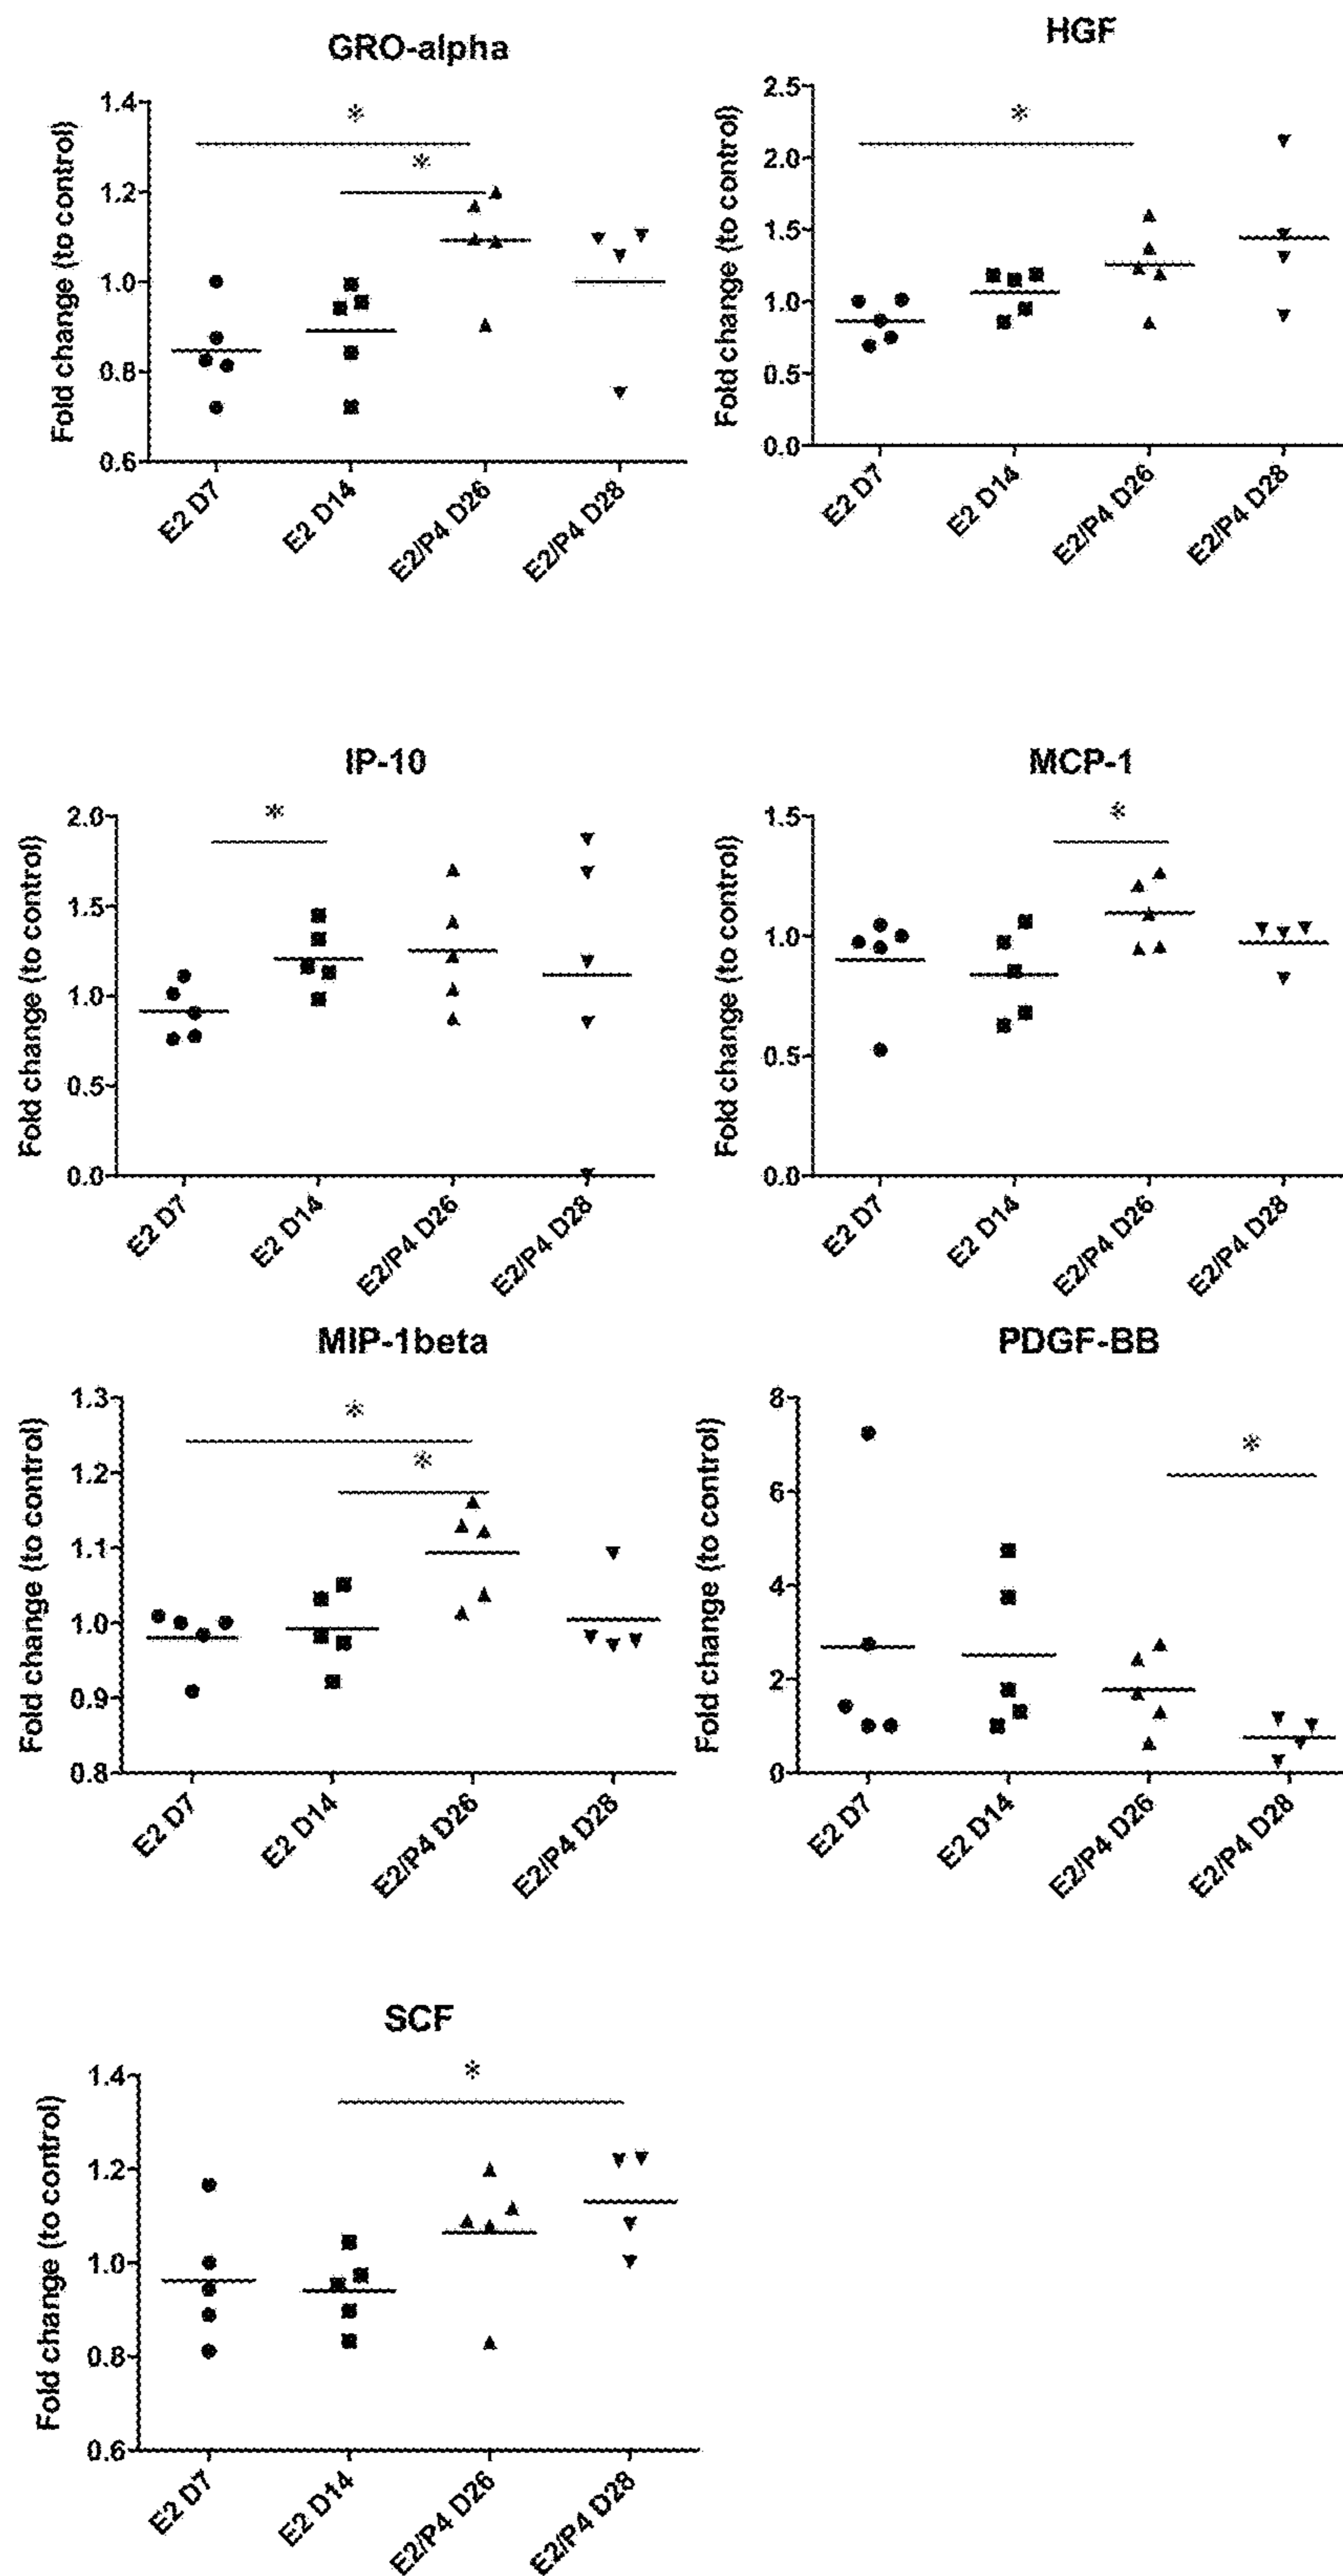 GRO-alpha
Fold change (to control)
1.4
1.2
1.0
0.8
0.6
*
*
E2 D7
E2 D14
E2/P4 D26
E2/P4 D28
HGF
Fold change (to control)
2.5
2.0
1.5
1.0
0.5
0.0
*
E2 D7
E2 D14
E2/P4 D26
E2/P4 D28
IP-10
Fold change (to control)
2.0
1.5
1.0
0.5
0.0
*
E2 D7
E2 D14
E2/P4 D26
E2/P4 D28
MCP-1
Fold change (to control)
1.5
1.0
0.5
0.0
*
E2 D7
E2 D14
E2/P4 D26
E2/P4 D28
MIP-1beta
Fold change (to control)
1.3
1.2
1.1
1.0
0.9
0.8
*
*
E2 D7
E2 D14
E2/P4 D26
E2/P4 D28
PDGF-BB
Fold change (to control)
8
6
4
2
0
*
E2 D7
E2 D14
E2/P4 D26
E2/P4 D28
SCF
Fold change (to control)
1.4
1.2
1.0
0.8
0.6
*
E2 D7
E2 D14
E2/P4 D26
E2/P4 D28